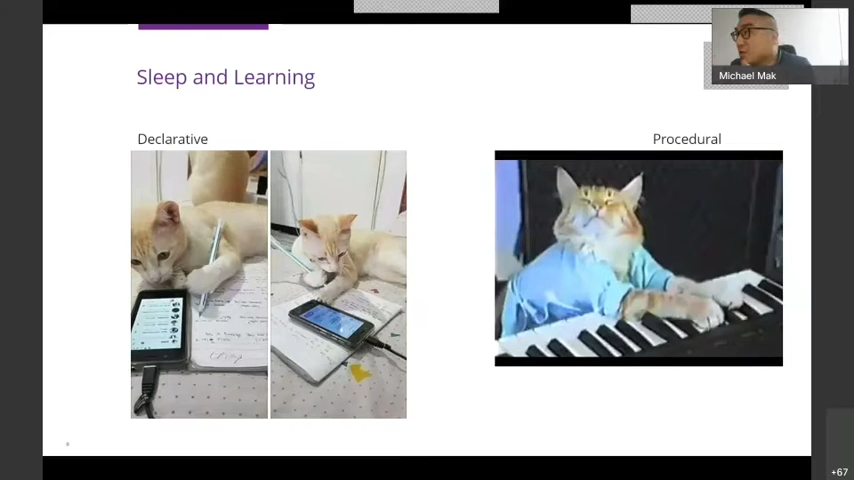 Michael Mak
Sleep and Learning
Declarative
Procedural
+67